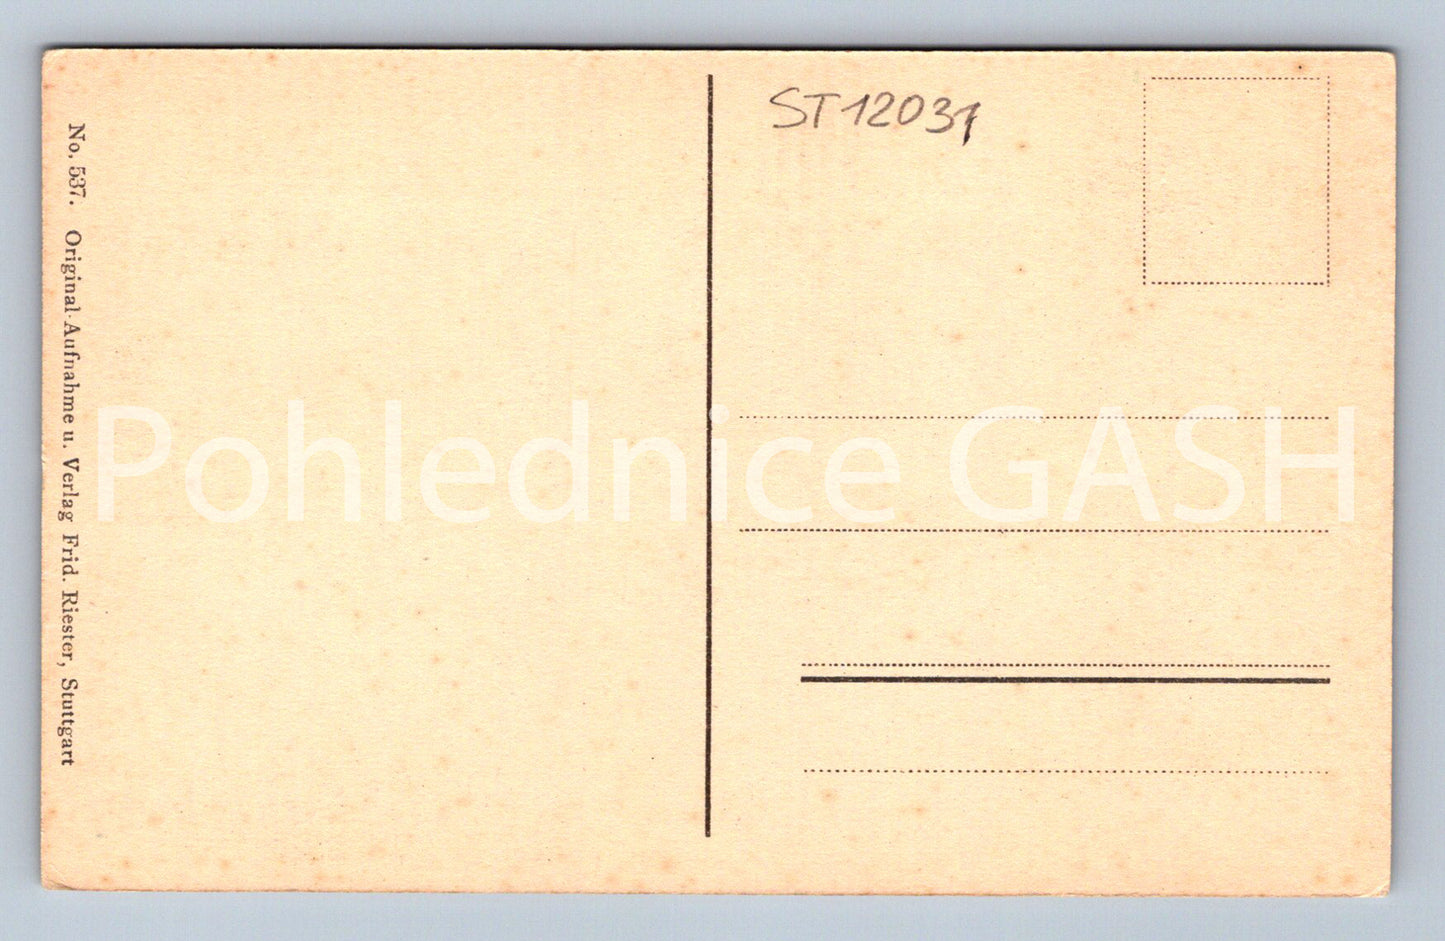 No. 537. Original-Aufnahme u. Verlag Frid. Riester, Stuttgart
ST12031
Pohlednice GASH